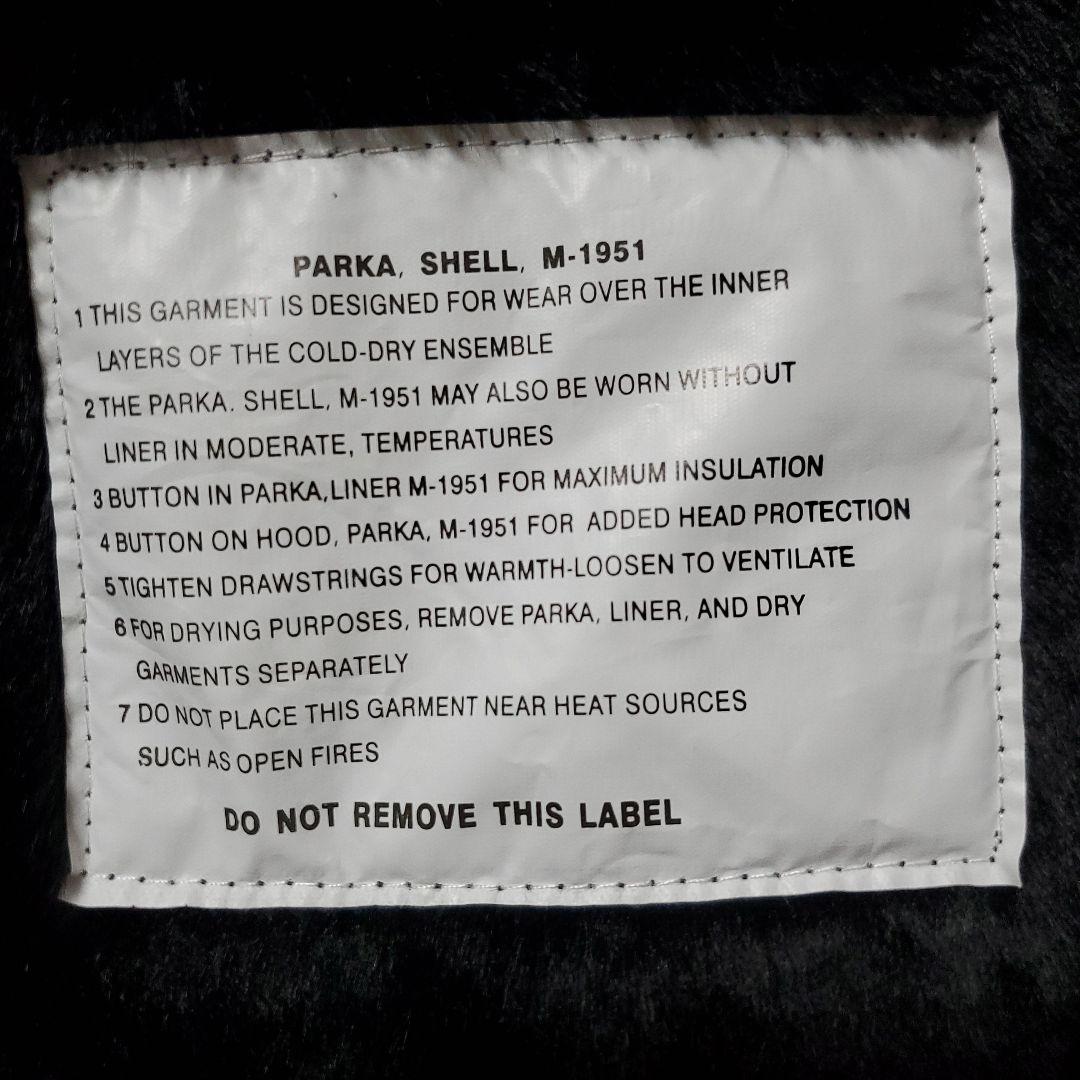 PARKA, SHELL, M-1951
1 THIS GARMENT IS DESIGNED FOR WEAR OVER THE INNER
LAYERS OF THE COLD-DRY ENSEMBLE
2 THE PARKA. SHELL, M-1951 MAY ALSO BE WORN WITHOUT
LINER IN MODERATE, TEMPERATURES
3 BUTTON IN PARKA, LINER M-1951 FOR MAXIMUM INSULATION
4 BUTTON ON HOOD, PARKA, M-1951 FOR ADDED HEAD PROTECTION
5 TIGHTEN DRAWSTRINGS FOR WARMTH-LOOSEN TO VENTILATE
6 FOR DRYING PURPOSES, REMOVE PARKA, LINER, AND DRY
GARMENTS SEPARATELY
7 DO NOT PLACE THIS GARMENT NEAR HEAT SOURCES
SUCH AS OPEN FIRES
DO NOT REMOVE THIS LABEL